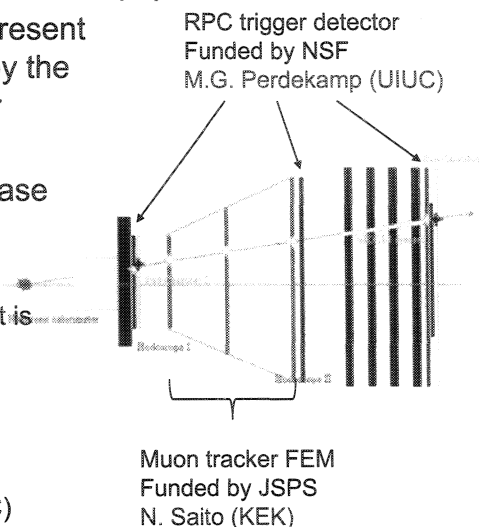 resent
y the
ase
t is
)
RPC trigger detector
Funded by NSF
M.G. Perdekamp (UIUC)
Hodoscope I
Muon tracker FEM
Funded by JSPS
N. Saito (KEK)